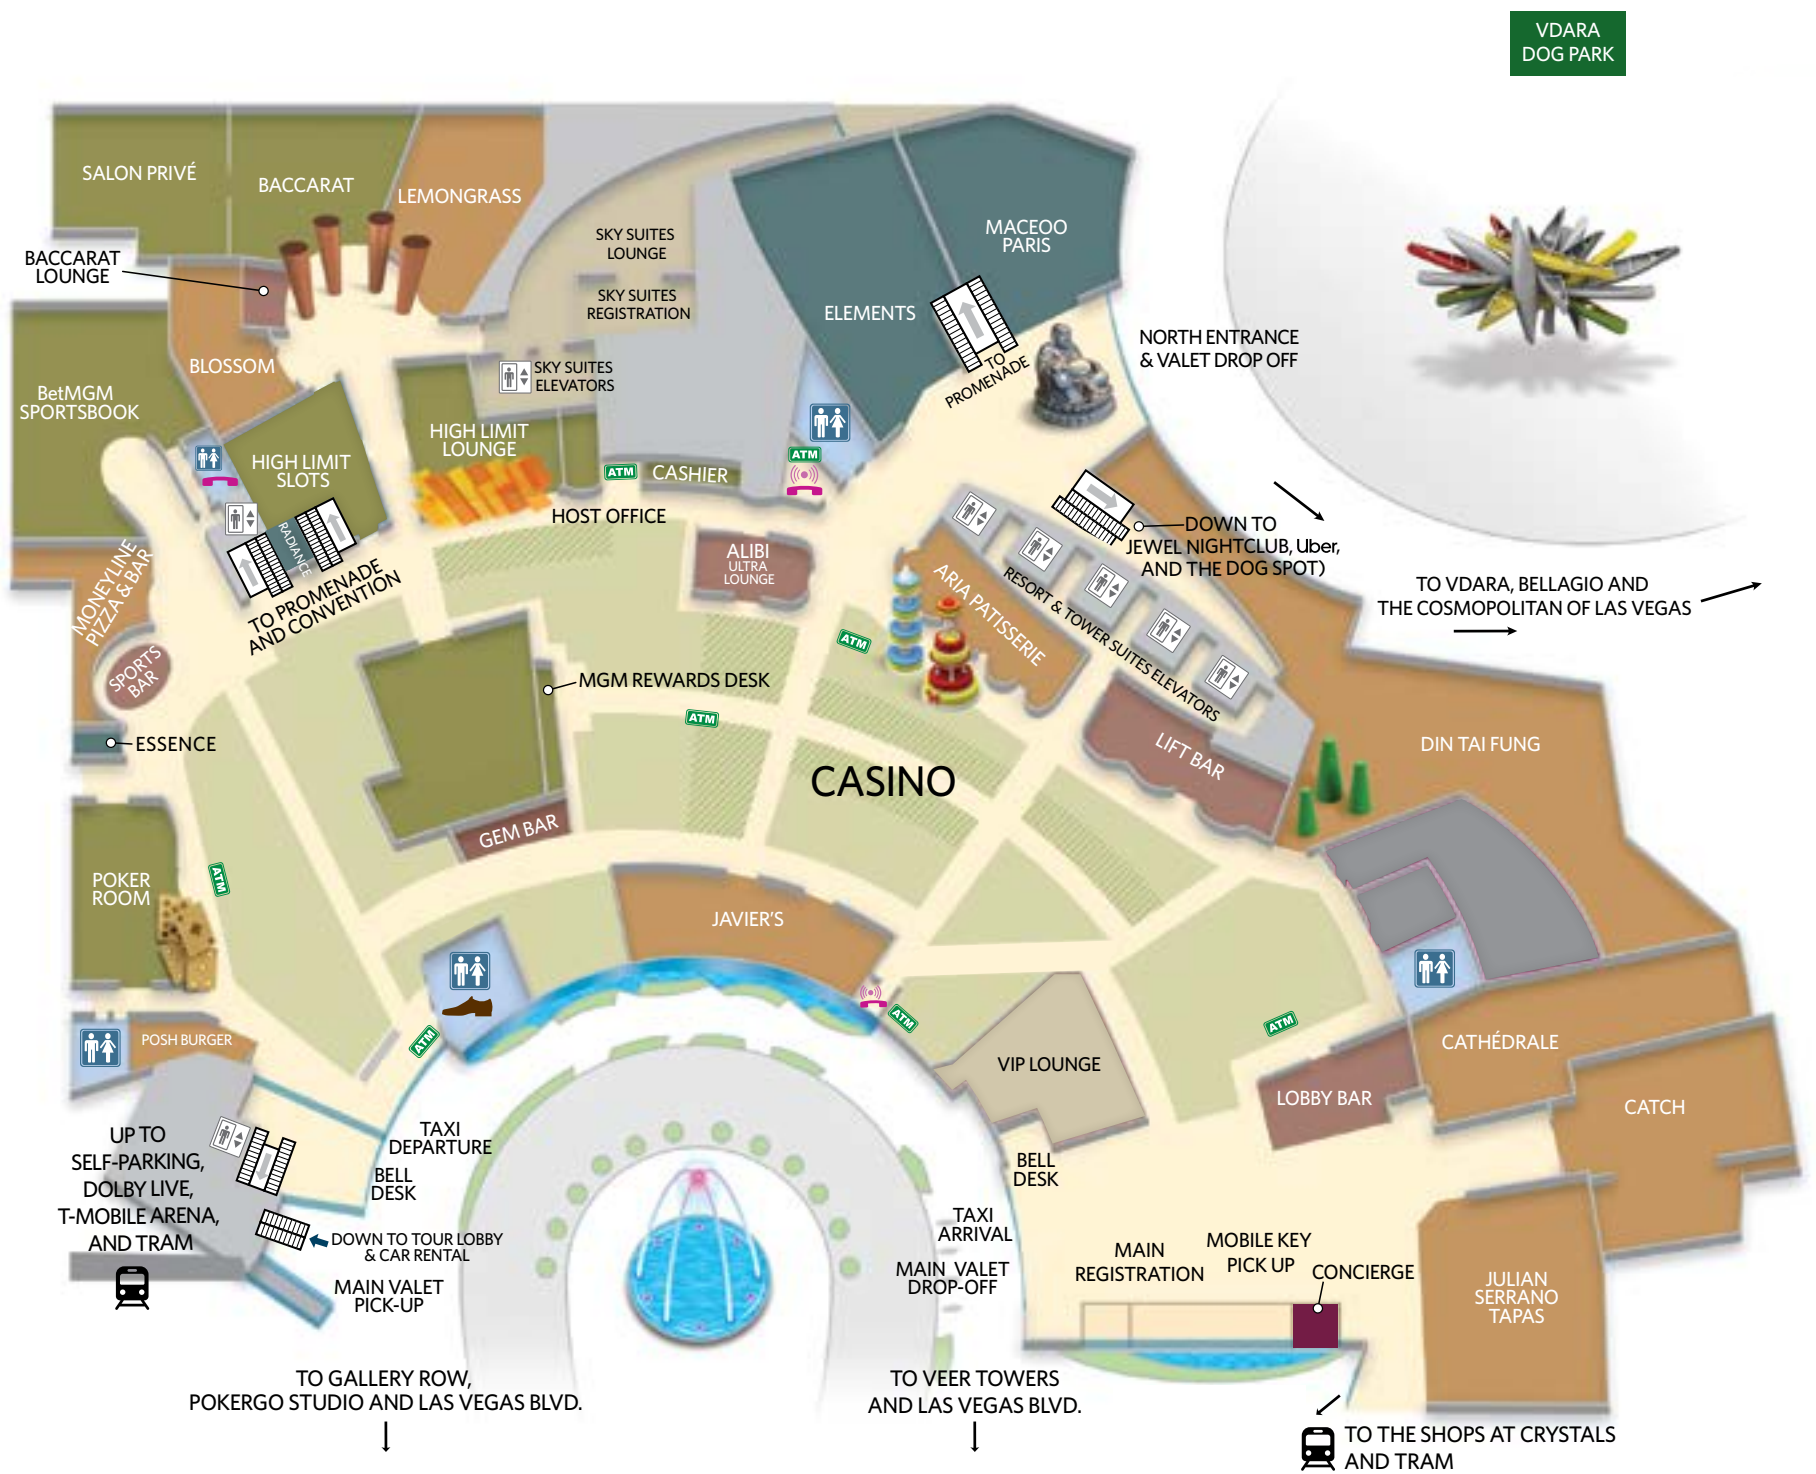 VDARA
DOG PARK
SALON PRIVÉ
BACCARAT
LEMONGRASS
BACCARAT
LOUNGE
SKY SUITES
LOUNGE
SKY SUITES
REGISTRATION
SKY SUITES
ELEVATORS
MACEOO
PARIS
ELEMENTS
TO
PROMENADE
NORTH ENTRANCE
& VALET DROP OFF
BLOSSOM
BetMGM
SPORTSBOOK
HIGH LIMIT
SLOTS
HIGH LIMIT
LOUNGE
ATM
CASHIER
ATM
HOST OFFICE
RADIANCE
TO PROMENADE
AND CONVENTION
MONEYLINE
PIZZA & BAR
SPORTS
BAR
ALIBI
ULTRA
LOUNGE
DOWN TO
JEWEL NIGHTCLUB, Uber,
AND THE DOG SPOT)
TO VDARA, BELLAGIO AND
THE COSMOPOLITAN OF LAS VEGAS
ARIA PATISSERIE
RESORT & TOWER SUITES ELEVATORS
ATM
MGM REWARDS DESK
ATM
ESSENCE
CASINO
LIFT BAR
DIN TAI FUNG
GEM BAR
POKER
ROOM
ATM
JAVIER'S
ATM
ATM
ATM
POSH BURGER
VIP LOUNGE
CATHÉDRALE
LOBBY BAR
CATCH
UP TO
SELF-PARKING,
DOLBY LIVE,
T-MOBILE ARENA,
AND TRAM
TAXI
DEPARTURE
BELL
DESK
BELL
DESK
DOWN TO TOUR LOBBY
& CAR RENTAL
MAIN VALET
PICK-UP
TAXI
ARRIVAL
MAIN VALET
DROP-OFF
MAIN
REGISTRATION
MOBILE KEY
PICK UP
CONCIERGE
JULIAN
SERRANO
TAPAS
TO GALLERY ROW,
POKERGO STUDIO AND LAS VEGAS BLVD.
TO VEER TOWERS
AND LAS VEGAS BLVD.
TO THE SHOPS AT CRYSTALS
AND TRAM